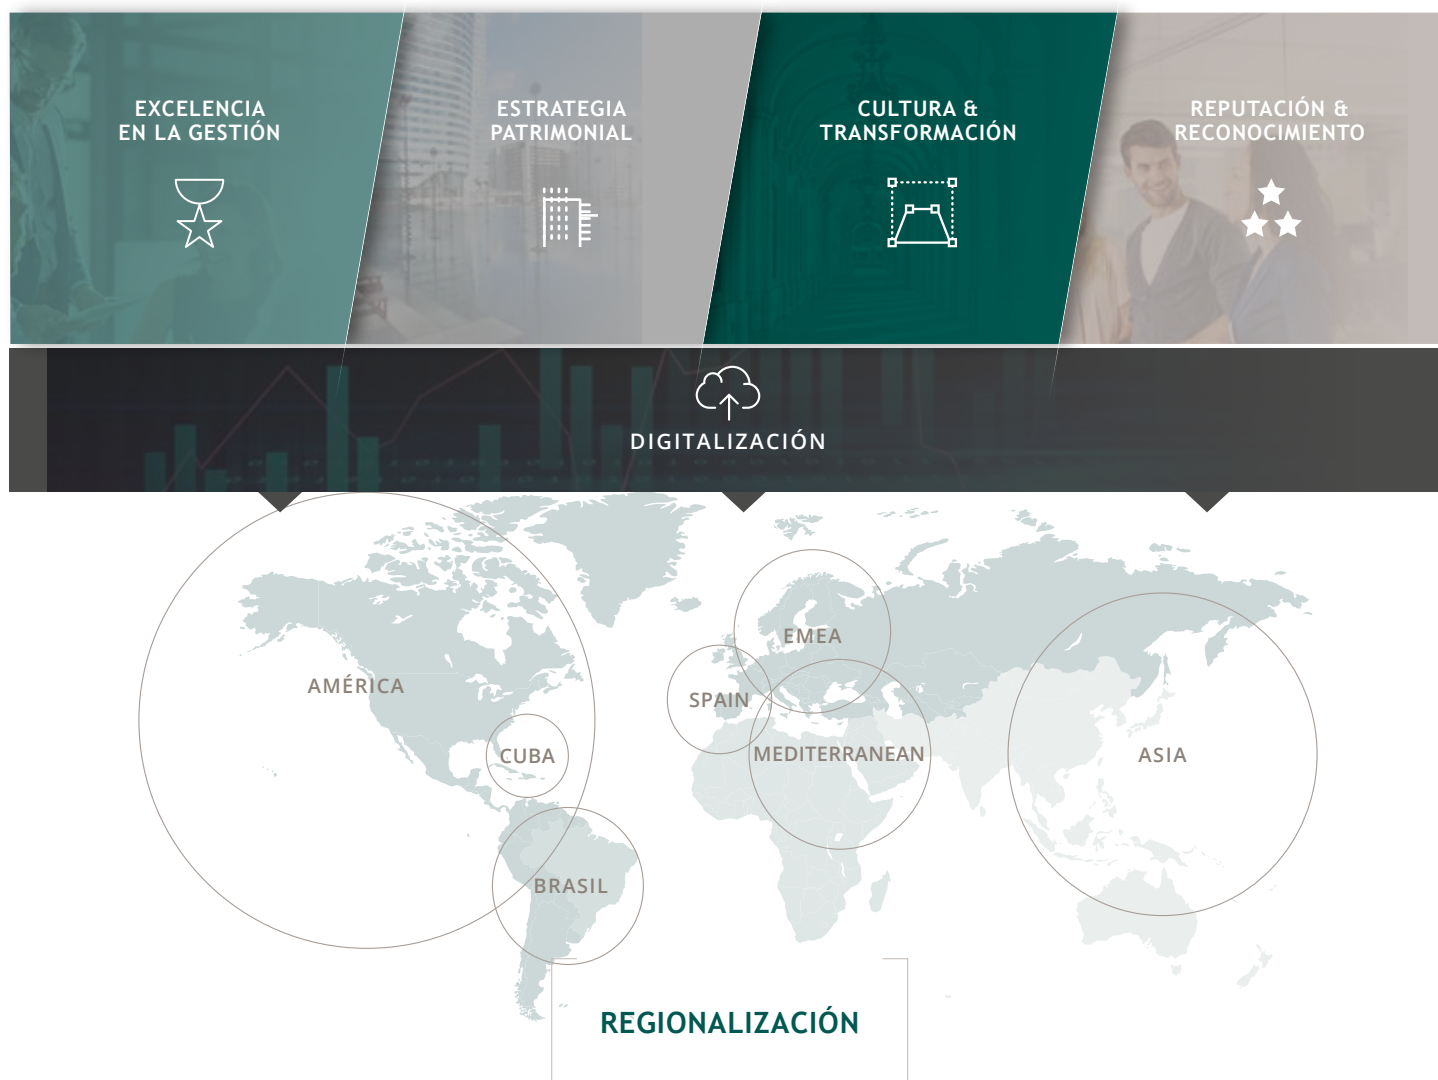 EXCELENCIA
EN LA GESTIÓN
ESTRATEGIA
PATRIMONIAL
CULTURA &
TRANSFORMACIÓN
REPUTACIÓN &
RECONOCIMIENTO
DIGITALIZACIÓN
EMEA
AMÉRICA
SPAIN
CUBA
MEDITERRANEAN
ASIA
BRASIL
REGIONALIZACIÓN